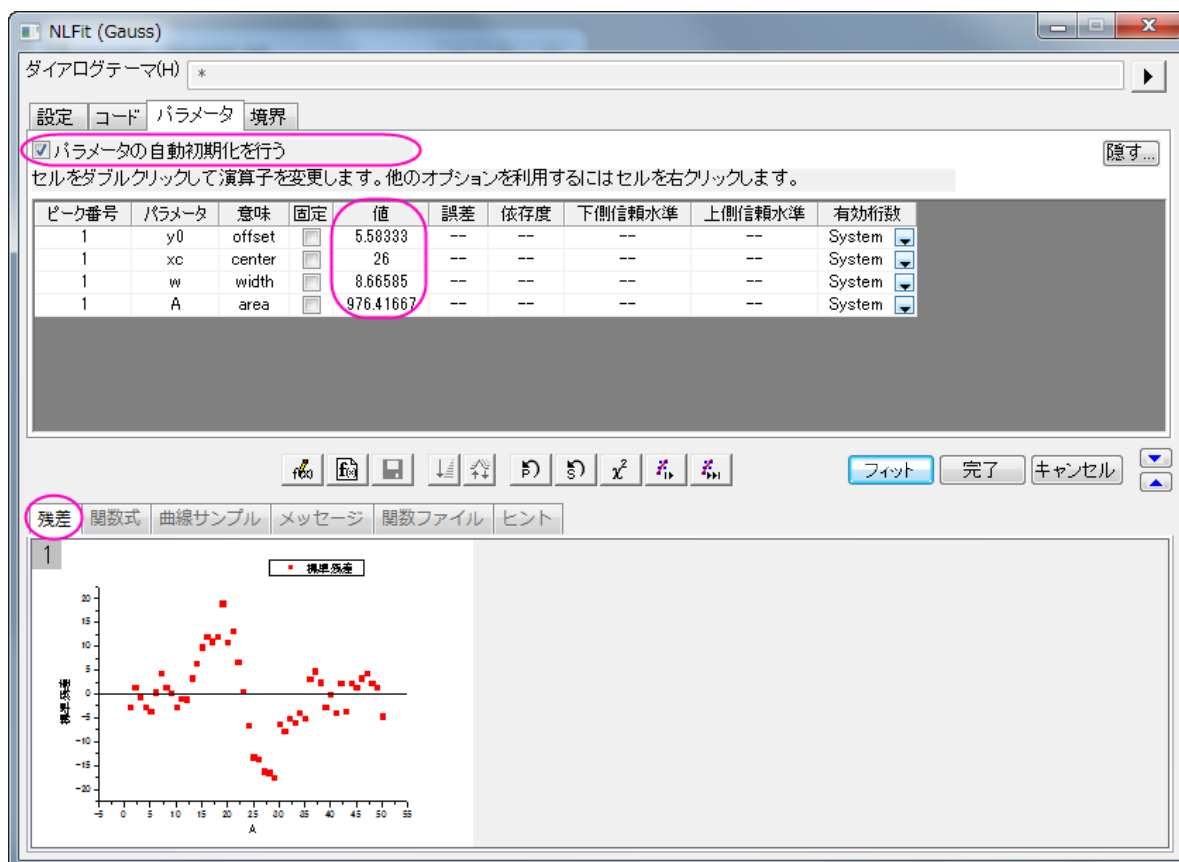 NLFit (Gauss)
ダイアログテーマ(H) *
設定 コード パラメータ 境界
パラメータの自動初期化を行う
隠す...
セルをダブルクリックして演算子を変更します。他のオプションを利用するにはセルを右クリックします。
ピーク番号 パラメータ 意味 固定 値 誤差 依存度 下側信頼水準 上側信頼水準 有効桁数
1 y0 offset 5.58333 -- -- -- -- System
1 xc center 26 -- -- -- -- System
1 w width 8.66585 -- -- -- -- System
1 A area 976.41667 -- -- -- -- System
χ² フィット 完了 キャンセル
残差 関数式 曲線サンプル メッセージ 関数ファイル ヒント
1
標準残差
20
15
10
5
0
-5
-10
-15
-20
標準残差
-5 0 5 10 15 20 25 30 35 40 45 50 55
A